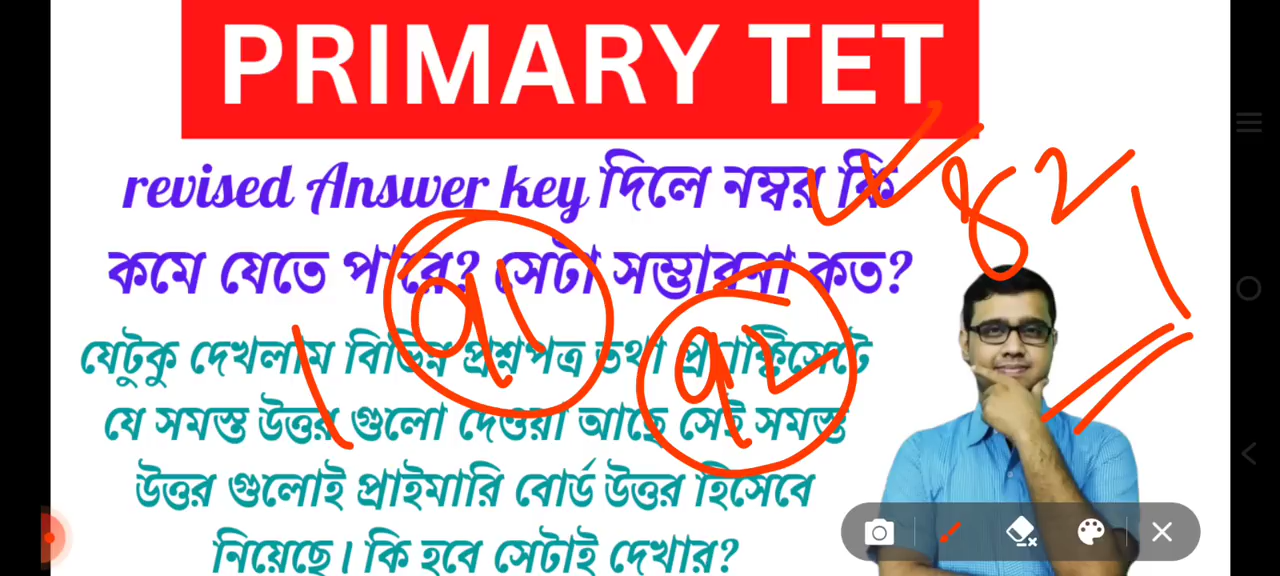 PRIMARY TET
revised Answer key দিলে নম্বর কি
কমে যেতে পারে? সেটা সম্ভাবনা কত?
যেটুকু দেখলাম বিভিন্ন প্রশ্নপত্র তথা প্র্যাক্টিসসেটে
যে সমস্ত উত্তর গুলো দেওয়া আছে সেই সমস্ত
উত্তর গুলোই প্রাইমারি বোর্ড উত্তর হিসেবে
নিয়েছে। কি হবে সেটাই দেখার?